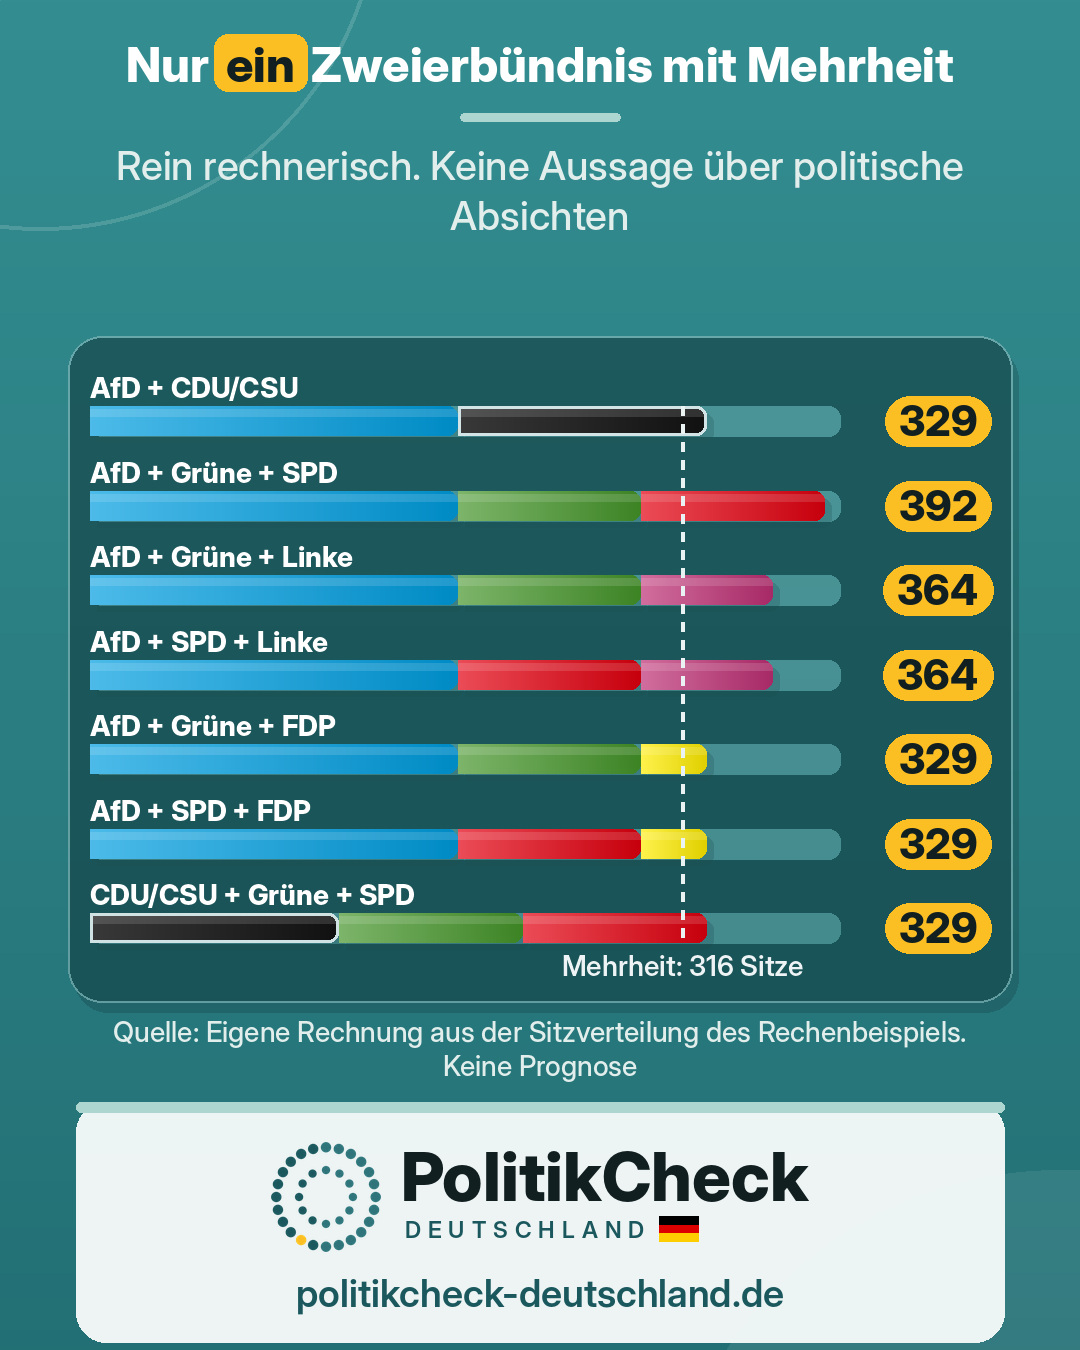 Nur ein Zweierbündnis mit Mehrheit
Rein rechnerisch. Keine Aussage über politische
Absichten
AfD + CDU/CSU
329
AfD + Grüne + SPD
392
AfD + Grüne + Linke
364
AfD + SPD + Linke
364
AfD + Grüne + FDP
329
AfD + SPD + FDP
329
CDU/CSU + Grüne + SPD
329
Mehrheit: 316 Sitze
Quelle: Eigene Rechnung aus der Sitzverteilung des Rechenbeispiels.
Keine Prognose
PolitikCheck
DEUTSCHLAND
politikcheck-deutschland.de